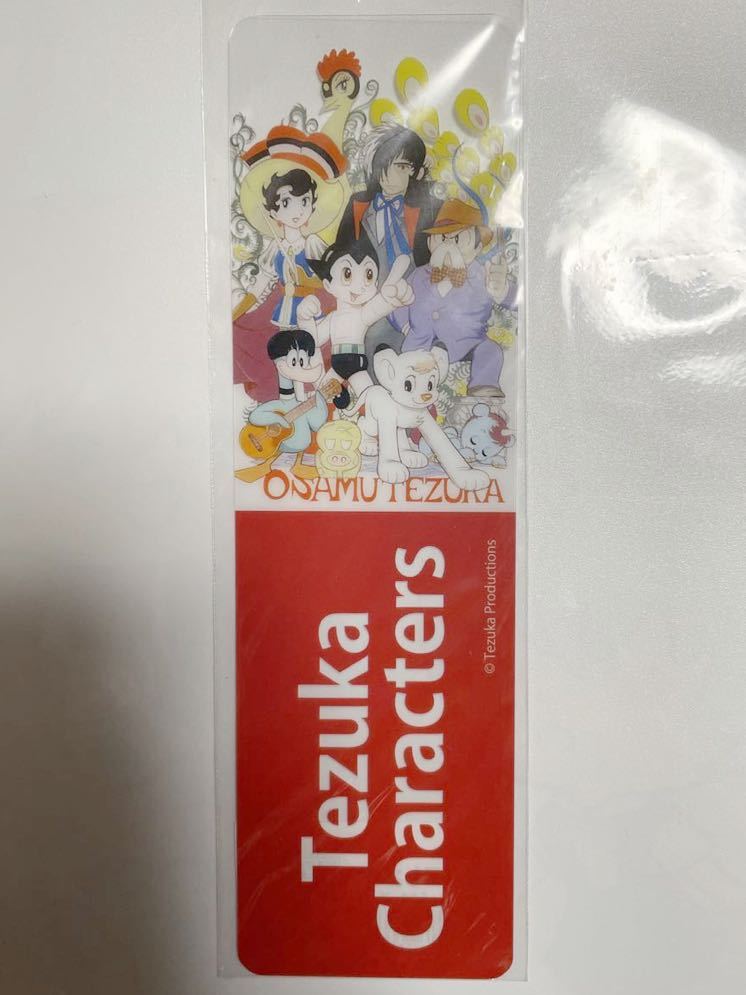 OSAMU TEZUKA
Tezuka
Characters
© Tezuka Productions